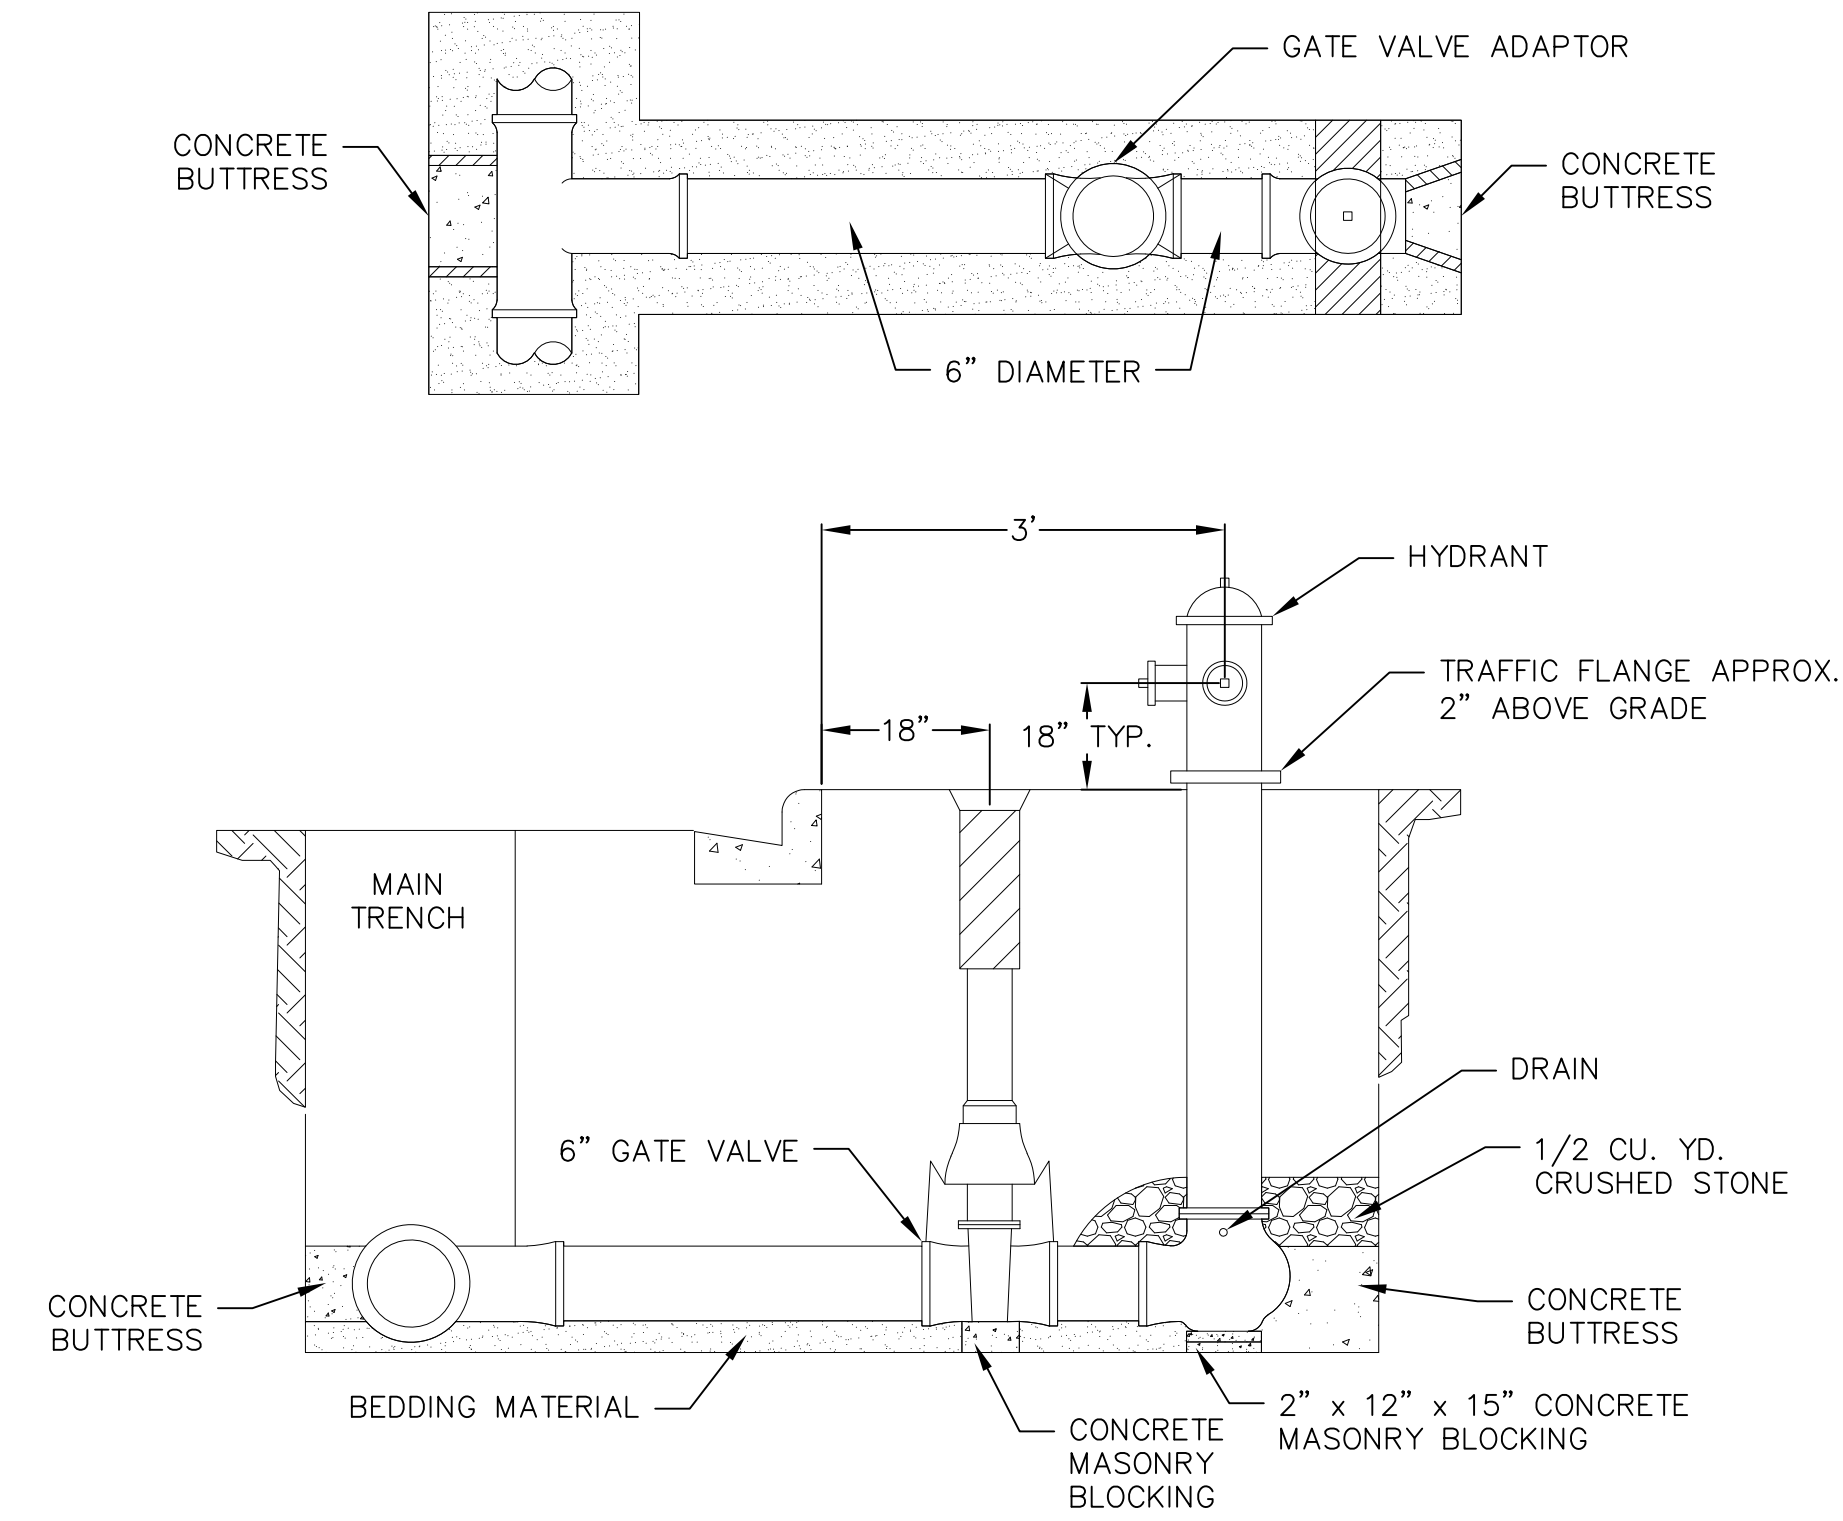 GATE VALVE ADAPTOR
CONCRETE
BUTTRESS
CONCRETE
BUTTRESS
6” DIAMETER
3'
HYDRANT
TRAFFIC FLANGE APPROX.
2” ABOVE GRADE
18”
18” TYP.
MAIN
TRENCH
DRAIN
6” GATE VALVE
1/2 CU. YD.
CRUSHED STONE
CONCRETE
BUTTRESS
CONCRETE
BUTTRESS
BEDDING MATERIAL
2” x 12” x 15” CONCRETE
MASONRY BLOCKING
CONCRETE
MASONRY
BLOCKING